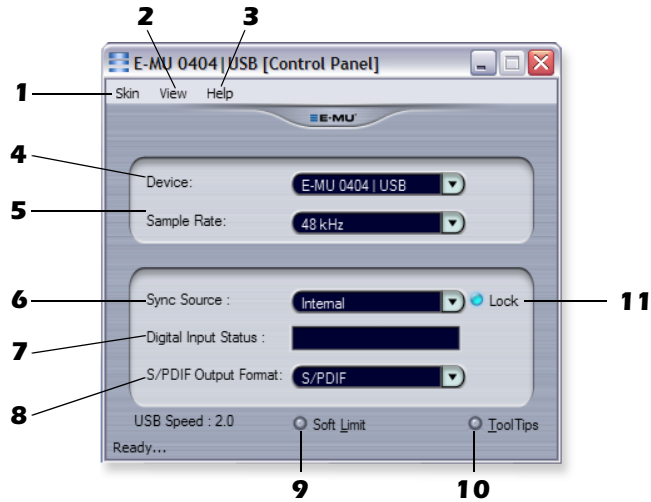 2
3
E-MU 0404|USB [Control Panel]
1
Skin View Help
E-MU
4
Device: E-MU 0404 | USB
5
Sample Rate: 48 kHz
6
Sync Source : Internal Lock
11
7
Digital Input Status :
8
S/PDIF Output Format: S/PDIF
USB Speed : 2.0 Soft Limit ToolTips
Ready...
9
10